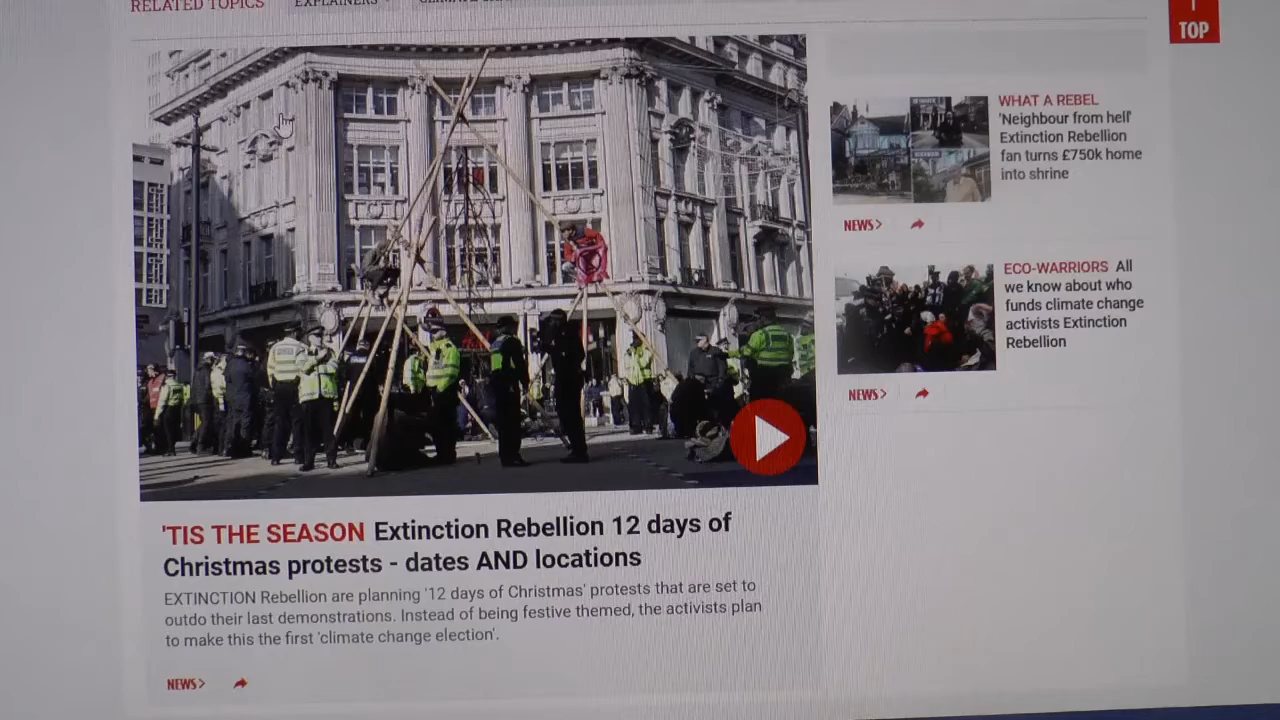 RELATED TOPICS
EXPLAINERS
TOP
'TIS THE SEASON Extinction Rebellion 12 days of
Christmas protests - dates AND locations
EXTINCTION Rebellion are planning '12 days of Christmas' protests that are set to
outdo their last demonstrations. Instead of being festive themed, the activists plan
to make this the first 'climate change election'.
NEWS>
WHAT A REBEL
'Neighbour from hell'
Extinction Rebellion
fan turns £750k home
into shrine
NEWS>
ECO-WARRIORS All
we know about who
funds climate change
activists Extinction
Rebellion
NEWS>